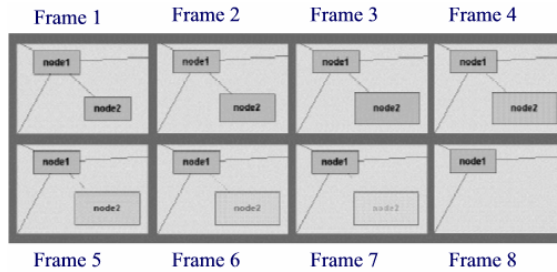 Frame 1 Frame 2 Frame 3 Frame 4
node1 node1 node1 node1
node2 node2 node2 node2
node1 node1 node1 node1
node2 node2 node2
Frame 5 Frame 6 Frame 7 Frame 8